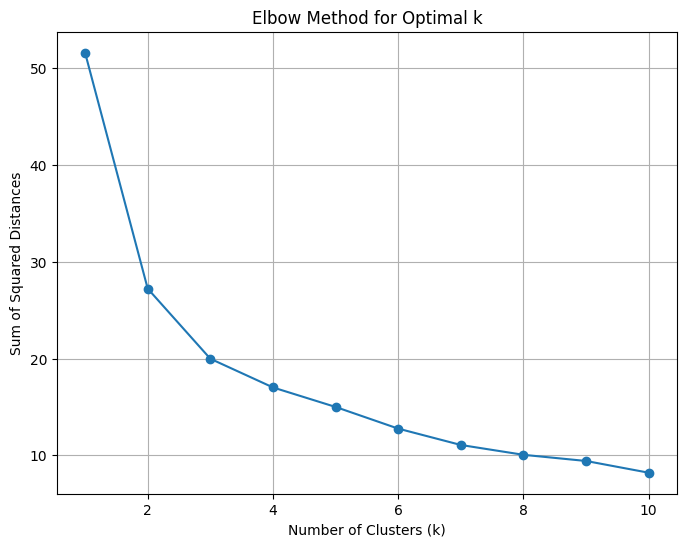 Elbow Method for Optimal k
Sum of Squared Distances
50
40
30
20
10
2 4 6 8 10
Number of Clusters (k)